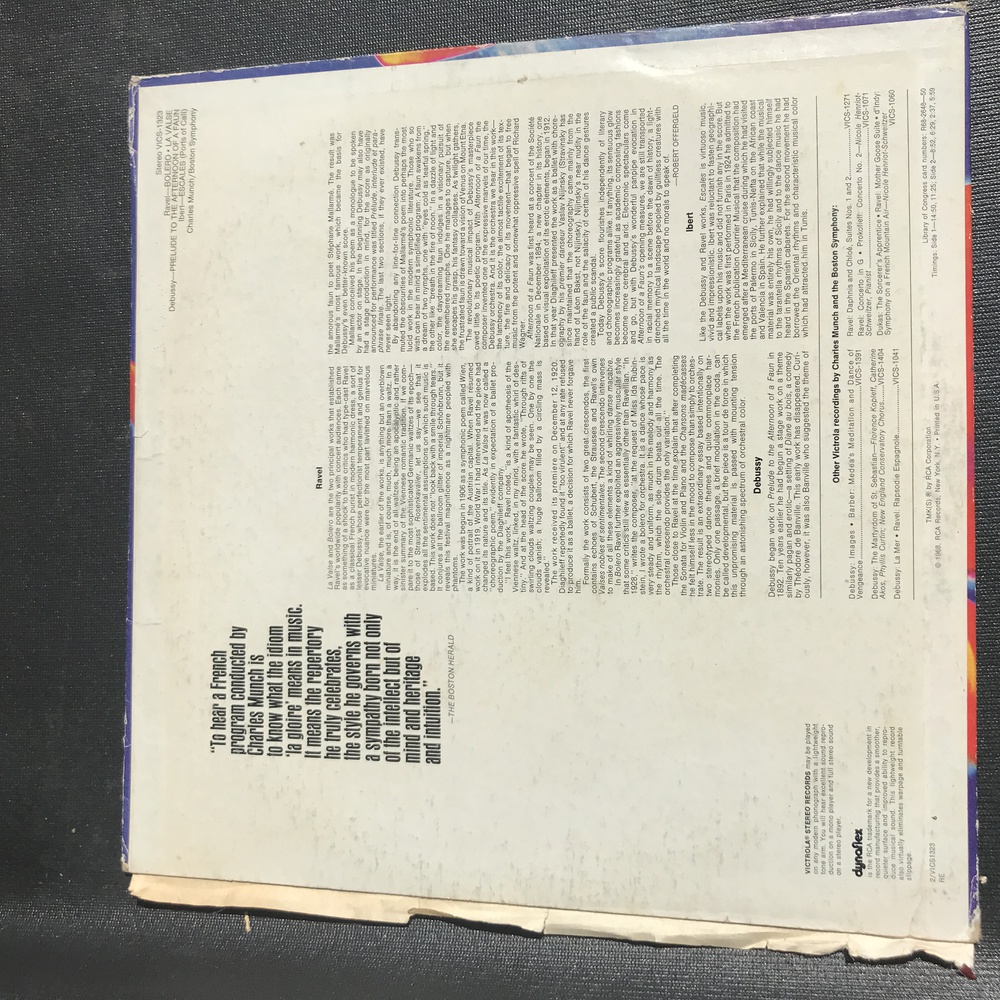 Stereo VICS-1323
Ravel—BOLERO • LA VALSE
Debussy—PRELUDE TO THE AFTERNOON OF A FAUN
Ibert—ESCALES (Ports of Call)
Charles Munch/Boston Symphony
“To hear a French
program conducted by
Charles Munch is
to know what the idiom
‘la gloire’ means in music.
It means the repertory
he truly celebrates,
the style he governs with
a sympathy born not only
of the intellect but of
mind and heritage
and intuition.”
—THE BOSTON HERALD
Ravel
La Valse and Bolero are the two principal works that established
Ravel's worldwide popularity with concert audiences. Each came
as something of a shock to those critics who had type-cast Ravel
as a classical French purist in modern harmonic dress, a sort of
lesser Debussy, whose perfectionist temperament and genius for
evocative nuance were for the most part lavished on marvelous
miniatures.
La Valse, the earlier of the works, is anything but an overblown
miniature and is, of course, much, much more than a waltz. In a
way, it is the end of all waltzes, being an apocalyptic and rather
sinister summary of the Viennese romantic tradition. If we com-
pare it to the most sophisticated Germanic waltzes of its epoch—
those of Strauss' Rosenkavalier, let us say—we see that it
explodes all the sentimental assumptions on which such music is
based. This work does not "look back with a smile through tears."
It conjures all the ballroom glitter of imperial Schönbrunn, but it
reveals this festival magnificence as a nightmare peopled with
phantoms.
The work was begun in 1906 as a symphonic poem called Wien,
a kind of portrait of the Austrian capital. When Ravel resumed
work on it in 1919, World War I had intervened and the piece had
changed its nature and its title. As La Valse it was now called a
"choreographic poem," evidently in expectation of a ballet pro-
duction by the Diaghileff company.
"I feel this work," Ravel noted, "is a kind of apotheosis of the
Viennese waltz, linked, in my mind, with a fantastic whirl of des-
tiny." And at the head of the score he wrote, "Through rifts of
swirling clouds waltzing couples may be seen. One by one the
clouds vanish; a huge ballroom filled by a circling mass is
revealed."
The work received its premiere on December 12, 1920.
Diaghileff reportedly found it "too virulent" and at any rate refused
to produce it as a ballet, a decision for which Ravel never forgave
him.
Formally the work consists of two great crescendos, the first
contains echoes of Schubert, the Strausses and Ravel's own
Valses nobles et sentimentales. The second crescendo intervenes
to make of all these elements a kind of whirling danse macabre.
In Bolero Ravel further exploited an aggressively muscular style
that some critics still view as essentially other than Ravellian. "In
1928," writes the composer, "at the request of Miss Ida Rubin-
stein, I wrote a bolero for orchestra. It is a dance whose pace is
very steady and uniform, as much in the melody and harmony as
the rhythm, which the side drum beats out all the time. The
orchestral crescendo provides the only variation."
Those close to Ravel at the time explain that after completing
the Sonata for Violin and Piano and the Chansons madécasses
he felt himself less in the mood to compose than simply to orches-
trate. The result is an extraordinary essay based intentionally on
two stereotyped dance themes and quite commonplace har-
monies. Only one passage, a brief modulation in the coda, can
be called developmental, but the piece is a tour de force in which
this unpromising material is passed with mounting tension
through an astonishing spectrum of orchestral color.
Debussy
Debussy began work on Prelude to the Afternoon of a Faun in
1892. Ten years earlier he had begun a stage work on a theme
similarly pagan and erotic—a setting of Diane au bois, a comedy
by Théodore de Banville. This early work has disappeared. Curi-
ously, however, it was also Banville who suggested the theme of
the amorous faun to poet Stéphane Mallarmé. The result was
Mallarmé's most famous work, which became the basis for
Debussy's even better-known score.
Mallarmé conceived his poem as a monologue to be spoken
by an actor on stage. In the beginning Debussy may also have
had a stage production in mind, for the score as originally
announced for performance was titled Prélude, interlude et para-
phrase finale. The last two sections, if they ever existed, have
never seen light.
By abandoning any line-for-line connection Debussy trans-
muted the obscurities of Mallarmé's poem into perhaps the most
lucid work in the modern symphonic literature. Those who so
wish can bear in mind a simplified program: A faun awakens from
a dream of two nymphs, one with "eyes cold as tearful spring,"
the other like "breath in the fire of noon." In a dazzle of light and
color, the daydreaming faun indulges in a visionary pursuit of
the remembered nymphs. One he manages to capture, but when
she escapes his grasp, his fantasy collapses. As twilight gathers,
the frustrated faun is drawn toward a vision of Venus on Mount Etna.
The revolutionary musical impact of Debussy's masterpiece
owed little to its poetic program. With Afternoon of a Faun the
composer invented one of the expressive marvels of our time, the
Debussy orchestra. And it is the orchestra we hear in this work—
the lambency of its color, the almost tactile excitement of its tex-
ture, the fire and delicacy of its movement—that began to free
music from the potent and somewhat oppressive spell of Richard
Wagner.
Afternoon of a Faun was first heard at a concert of the Société
Nationale in December 1894; a new chapter in its history, one
based on visual exploitation of its erotic elements, began in 1912.
In that year Diaghileff presented the work as a ballet with chore-
ography by his premier danseur Vaslav Nijinsky (Stravinsky has
since maintained that the choreography came mainly from the
hand of Léon Bakst, not Nijinsky). Nijinsky's near nudity in the
role of the faun and the salacity of certain of his dance gestures
created a public scandal.
Today Debussy's score flourishes independently of literary
and choreographic programs alike. If anything, its sensuous glow
becomes increasingly grateful as academic composing fashions
become more cerebral and arid. Electronic spectaculars come
and go, but with Debussy's wonderful panpipe evocation in
Afternoon of a Faun's opening measures, we are still transported
in racial memory to a scene before the dawn of history, a light-
drenched mythical landscape peopled by guiltless creatures with
all the time in the world and no morals to speak of.
—ROBERT OFFERGELD
Ibert
Like the Debussy and Ravel works, Escales is virtuoso music,
vivid and impressionistic. Ibert was reluctant to fasten geographi-
cal labels upon his music and did not furnish any in the score. But
when the work was first performed in Paris in 1924 he admitted to
the French publication Courrier Musical that the composition had
emerged after a Mediterranean cruise during which he had visited
the ports of Palermo in Sicily, Tunis-Nefta on the African coast
and Valencia in Spain. He further explained that while the musical
material was entirely his own, he had willingly subjected himself
to the tarantella rhythms of Sicily and to the dance music he had
heard in the Spanish cabarets. For the second movement he had
borrowed the Oriental rhythms and characteristic musical color
which had attracted him in Tunis.
VICTROLA® STEREO RECORDS may be played
on any modern phonograph with a lightweight
tone arm. You will hear excellent sound repro-
duction on a mono player and full stereo sound
on a stereo player.
dynaflex
is the RCA trademark for a new development in
record manufacturing that provides a smoother,
quieter surface and improved ability to repro-
duce musical sound. This lightweight record
also virtually eliminates warpage and turntable
slippage.
Other Victrola recordings by Charles Munch and the Boston Symphony:
Debussy: Images • Barber: Medea's Meditation and Dance of
Vengeance....VICS-1391
Debussy: The Martyrdom of St. Sebastian—Florence Kopleff, Catherine
Akos, Phyllis Curtin; New England Conservatory Chorus....VICS-1404
Debussy: La Mer • Ravel: Rapsodie Espagnole....VICS-1041
Ravel: Daphnis and Chloé, Suites Nos. 1 and 2....VICS-1271
Ravel: Concerto in G • Prokofieff: Concerto No. 2—Nicole Henriot-
Schweitzer, Pianist....VICS-1071
Dukas: The Sorcerer's Apprentice • Ravel: Mother Goose Suite • d'Indy:
Symphony on a French Mountain Air—Nicole Henriot-Schweitzer
VICS-1060
2/VICS1323 6
RE
TMK(S) ® by RCA Corporation
© 1968, RCA Records, New York, N.Y. • Printed in U.S.A.
Library of Congress card numbers: R68-2648—50
Timings: Side 1—14:50, 11:25; Side 2—8:52, 6:29, 2:37, 5:59